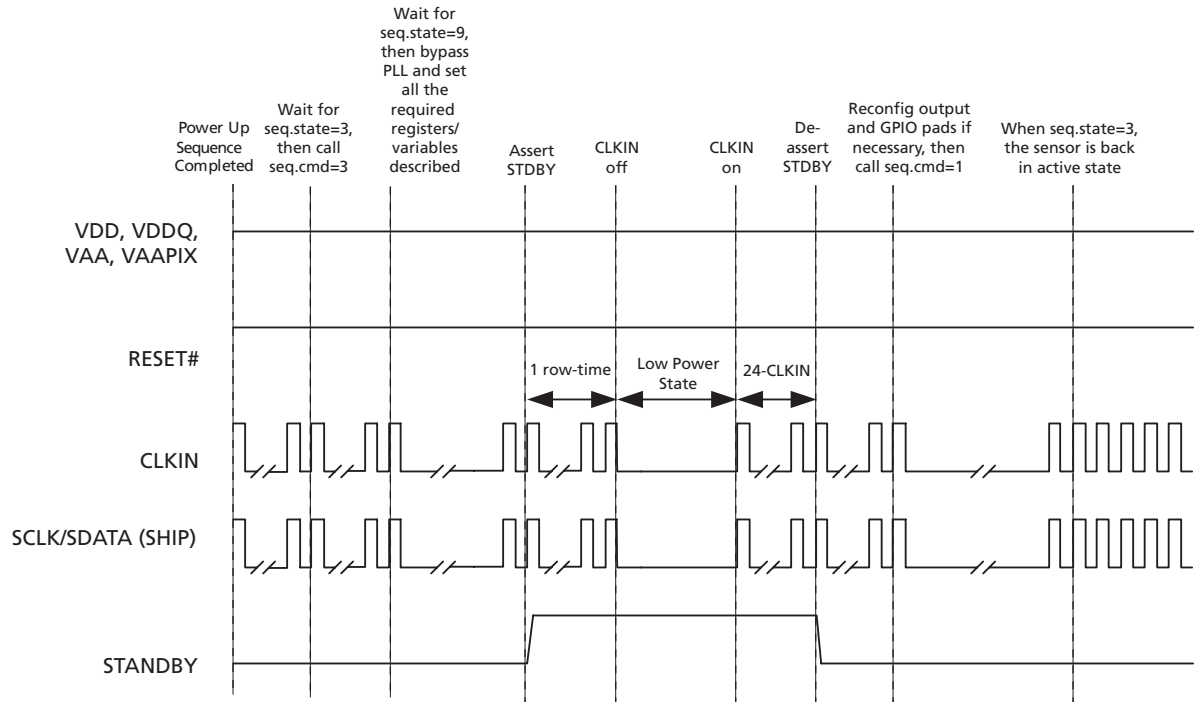 Wait for
seq.state=9,
then bypass
PLL and set
all the
required
registers/
variables
described
Power Up
Sequence
Completed
Wait for
seq.state=3,
then call
seq.cmd=3
Assert
STDBY
CLKIN
off
CLKIN
on
De-
assert
STDBY
Reconfig output
and GPIO pads if
necessary, then
call seq.cmd=1
When seq.state=3,
the sensor is back
in active state
VDD, VDDQ,
VAA, VAAPIX
RESET#
1 row-time
Low Power
State
24-CLKIN
CLKIN
SCLK/SDATA (SHIP)
STANDBY